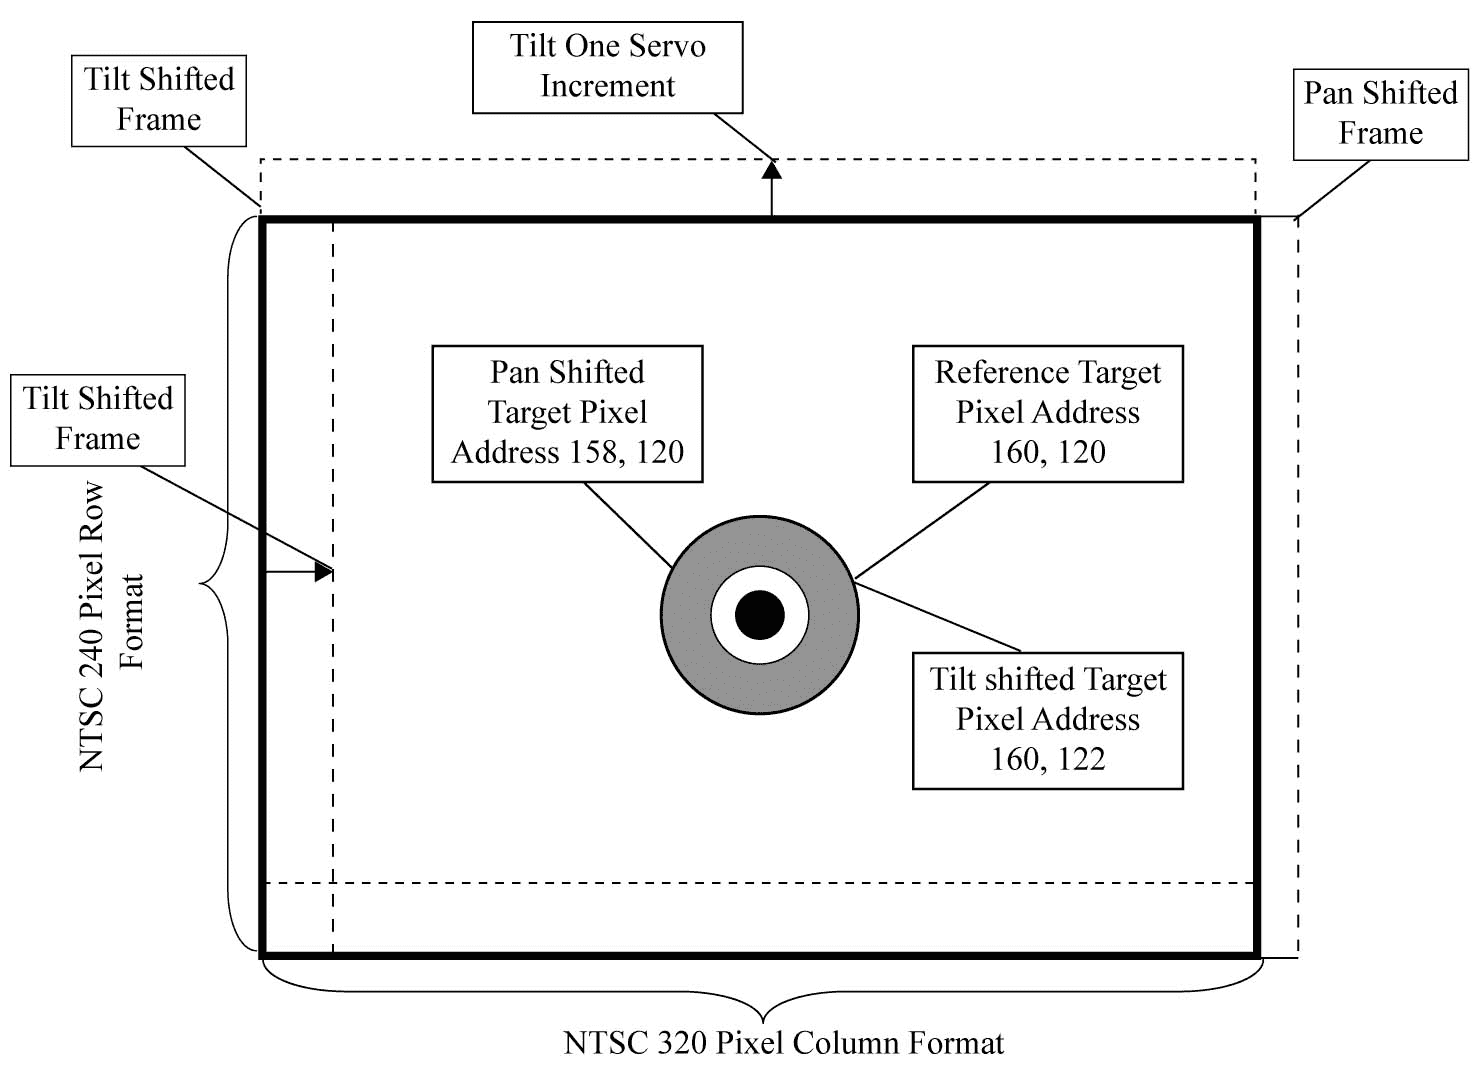 Tilt One Servo
Increment
Tilt Shifted
Frame
Pan Shifted
Frame
Pan Shifted
Target Pixel
Address 158, 120
Reference Target
Pixel Address
160, 120
Tilt Shifted
Frame
NTSC 240 Pixel Row
Format
Tilt shifted Target
Pixel Address
160, 122
NTSC 320 Pixel Column Format